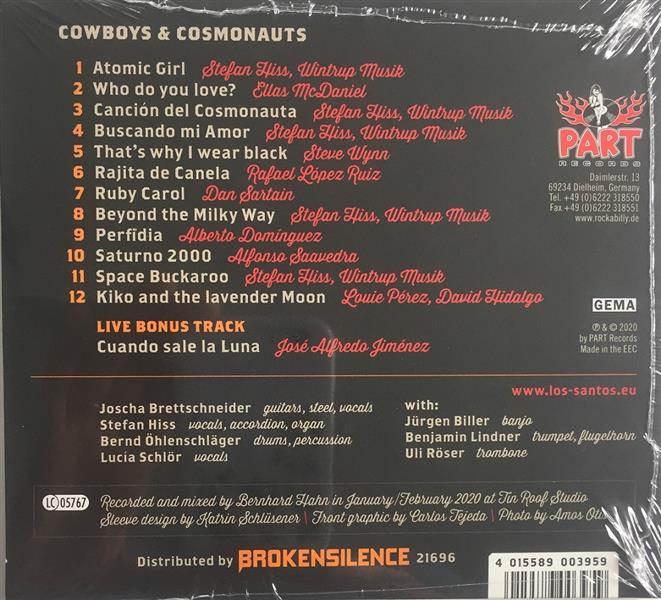 COWBOYS & COSMONAUTS
1 Atomic Girl Stefan Hiss, Wintrup Musik
2 Who do you love? Ellas McDaniel
3 Canción del Cosmonauta Stefan Hiss, Wintrup Musik
4 Buscando mi Amor Stefan Hiss, Wintrup Musik
5 That's why I wear black Steve Wynn
6 Rajita de Canela Rafael López Ruiz
7 Ruby Carol Dan Sartain
8 Beyond the Milky Way Stefan Hiss, Wintrup Musik
9 Perfidia Alberto Domínguez
10 Saturno 2000 Alfonso Saavedra
11 Space Buckaroo Stefan Hiss, Wintrup Musik
12 Kiko and the lavender Moon Louie Pérez, David Hidalgo
LIVE BONUS TRACK
Cuando sale la Luna José Alfredo Jiménez
PART
RECORDS
Daimlerstr. 13
69234 Dielheim, Germany
Tel. +49 (0)6222 318550
Fax +49 (0)6222 318551
www.rockabilly.de
GEMA
℗ & © 2020
by PART Records
Made in the EEC
www.los-santos.eu
Joscha Brettschneider guitars, steel, vocals
Stefan Hiss vocals, accordion, organ
Bernd Öhlenschläger drums, percussion
Lucía Schlör vocals
with:
Jürgen Biller banjo
Benjamin Lindner trumpet, flugelhorn
Uli Röser trombone
LC 05767
Recorded and mixed by Bernhard Hahn in January/February 2020 at Tin Roof Studio
Sleeve design by Katrin Schlüsener | Front graphic by Carlos Tejeda | Photo by Amos
Distributed by BROKENSILENCE 21696
4 015589 003959